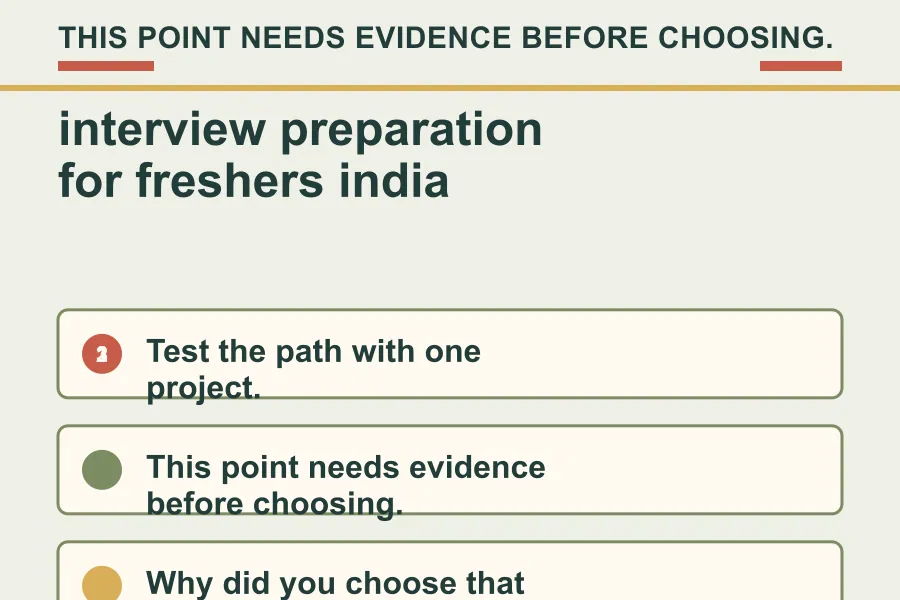 THIS POINT NEEDS EVIDENCE BEFORE CHOOSING.
interview preparation
for freshers india
Test the path with one
project.
This point needs evidence
before choosing.
Why did you choose that